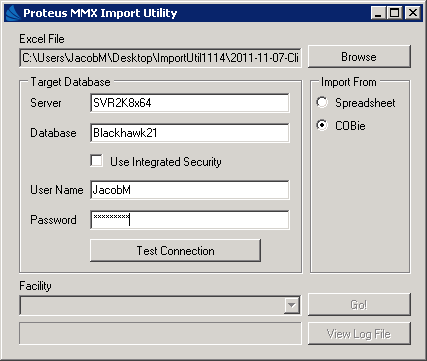 Proteus MMX Import Utility
Excel File
C:\Users\JacobM\Desktop\ImportUtil1114\2011-11-07-Cli
Browse
Target Database
Import From
Server
SVR2K8x64
Spreadsheet
Database
Blackhawk21
COBie
Use Integrated Security
User Name
JacobM
Password
*********
Test Connection
Facility
Go!
View Log File